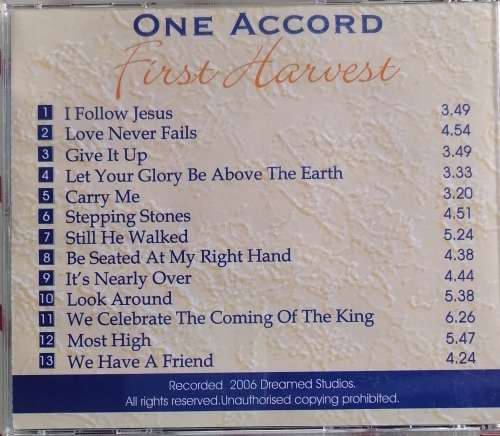 ONE ACCORD
First Harvest
1 I Follow Jesus 3.49
2 Love Never Fails 4.54
3 Give It Up 3.49
4 Let Your Glory Be Above The Earth 3.33
5 Carry Me 3.20
6 Stepping Stones 4.51
7 Still He Walked 5.24
8 Be Seated At My Right Hand 4.38
9 It's Nearly Over 4.44
10 Look Around 5.38
11 We Celebrate The Coming Of The King 6.26
12 Most High 5.47
13 We Have A Friend 4.24
Recorded 2006 Dreamed Studios.
All rights reserved.Unauthorised copying prohibited.